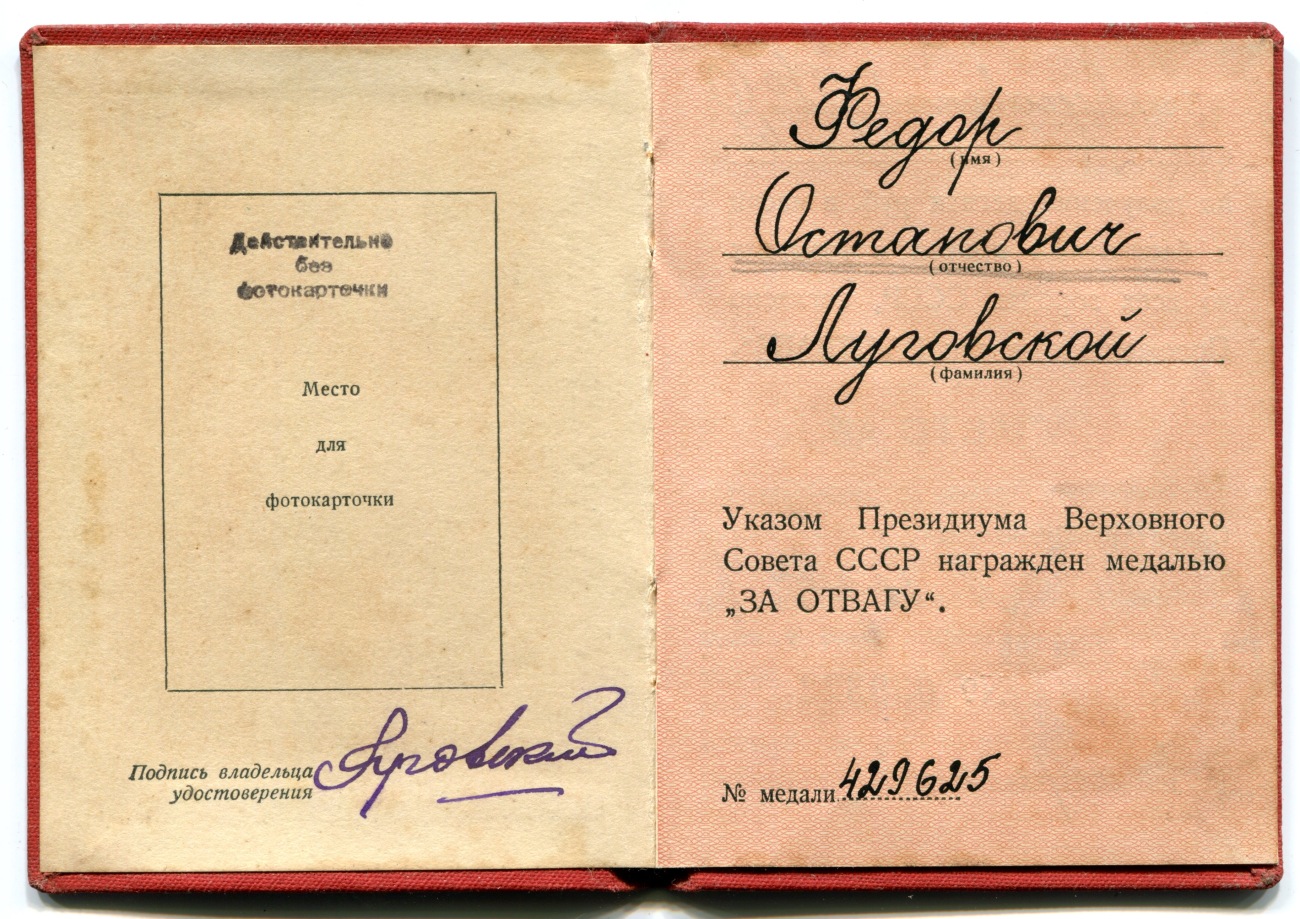 Действительно
без
фотокарточки
Место
для
фотокарточки
Подпись владельца
удостоверения
Луговской
Федор
(имя)
Остапович
(отчество)
Луговской
(фамилия)
Указом Президиума Верховного
Совета СССР награжден медалью
„ЗА ОТВАГУ“.
№ медали 429625